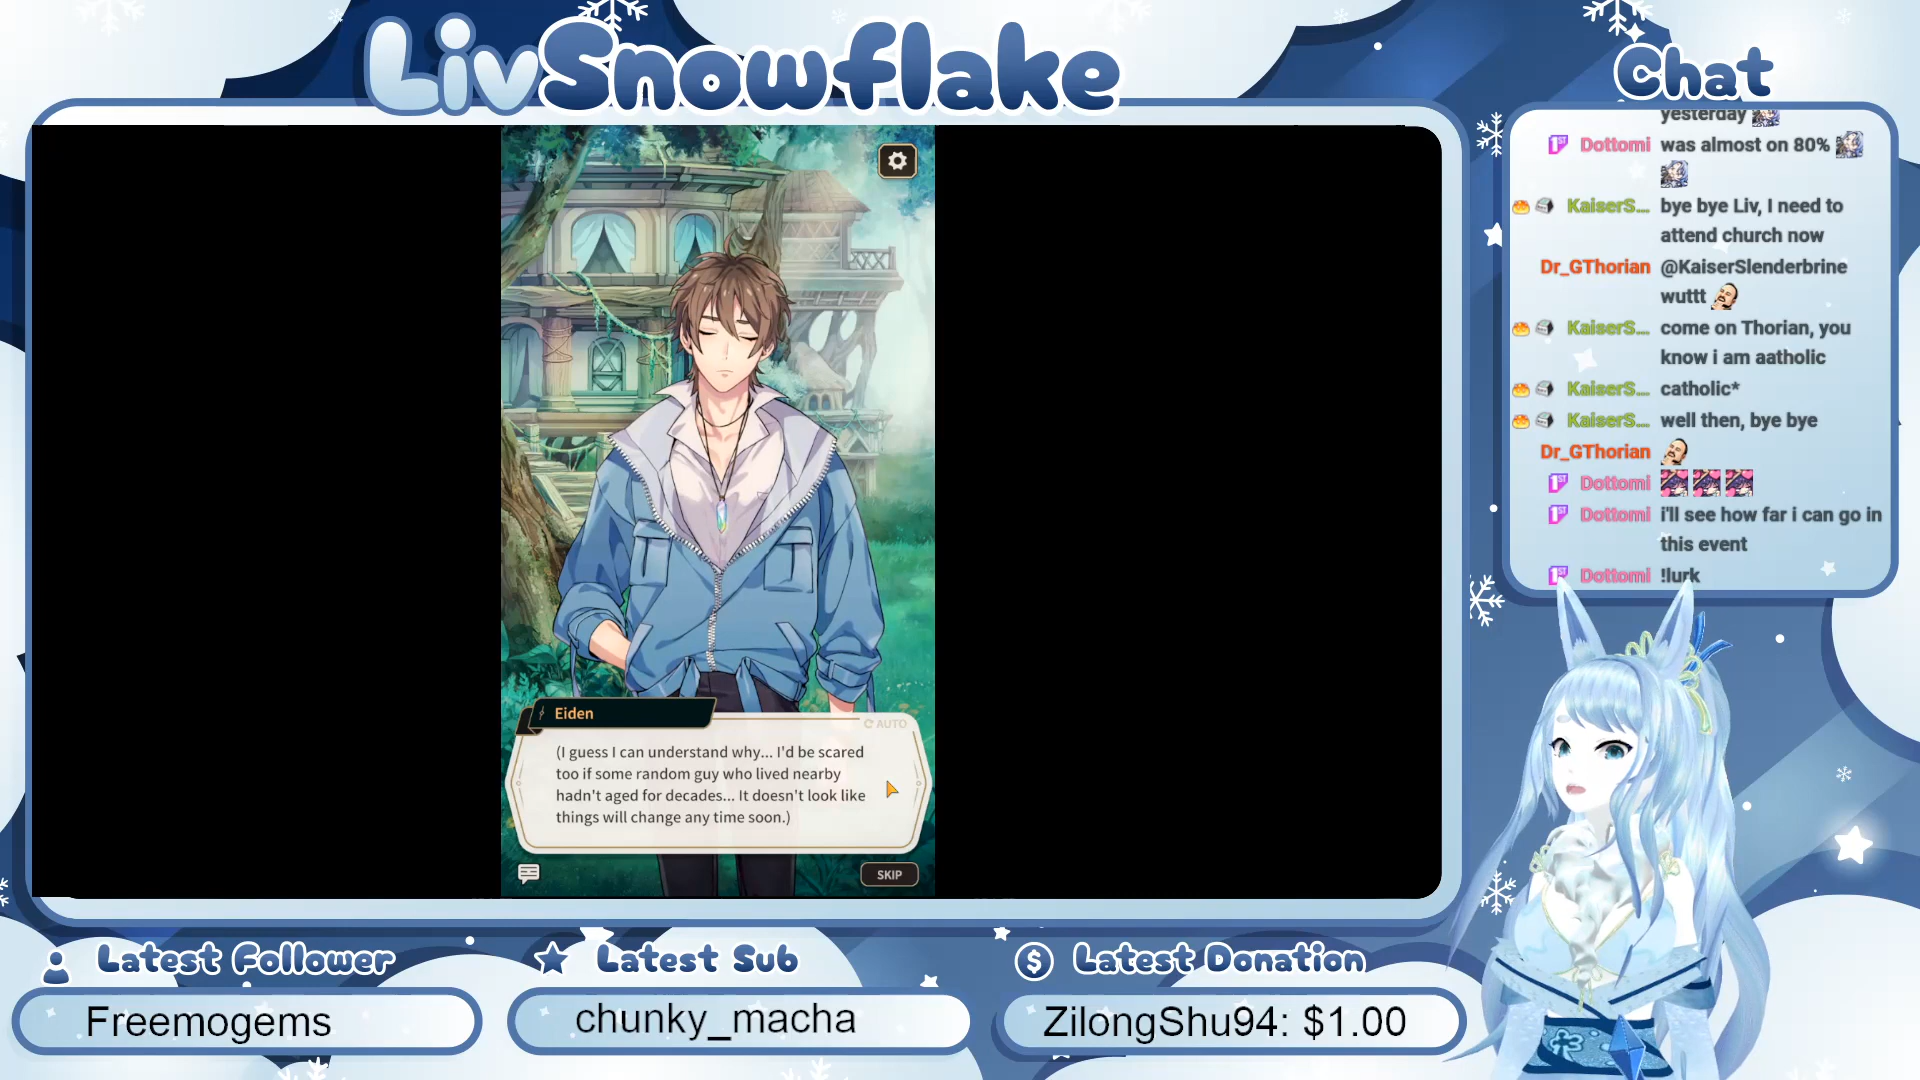 LivSnowflake
Chat
yesterday
1ST Dottomi was almost on 80%
KaiserS... bye bye Liv, I need to
attend church now
Dr_GThorian @KaiserSlenderbrine
wuttt
KaiserS... come on Thorian, you
know i am aatholic
KaiserS... catholic*
KaiserS... well then, bye bye
Dr_GThorian
1ST Dottomi
1ST Dottomi i'll see how far i can go in
this event
1ST Dottomi !lurk
Eiden
AUTO
(I guess I can understand why... I'd be scared
too if some random guy who lived nearby
hadn't aged for decades... It doesn't look like
things will change any time soon.)
SKIP
Latest Follower
Freemogems
Latest Sub
chunky_macha
Latest Donation
ZilongShu94: $1.00